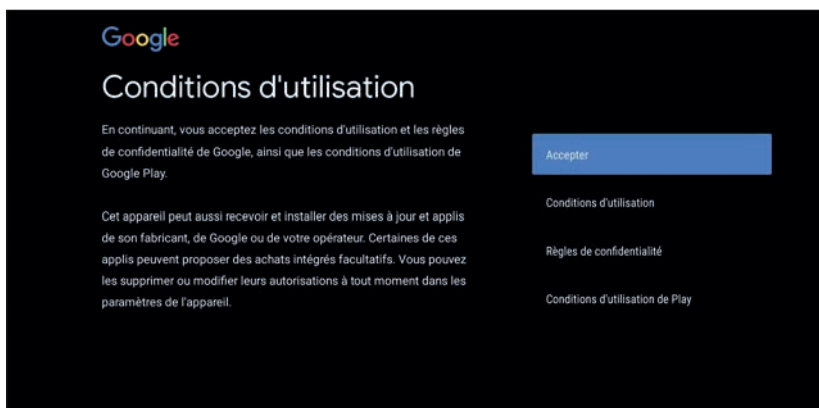 Google
Conditions d'utilisation
En continuant, vous acceptez les conditions d'utilisation et les règles
de confidentialité de Google, ainsi que les conditions d'utilisation de
Google Play.
Cet appareil peut aussi recevoir et installer des mises à jour et applis
de son fabricant, de Google ou de votre opérateur. Certaines de ces
applis peuvent proposer des achats intégrés facultatifs. Vous pouvez
les supprimer ou modifier leurs autorisations à tout moment dans les
paramètres de l'appareil.
Accepter
Conditions d'utilisation
Règles de confidentialité
Conditions d'utilisation de Play